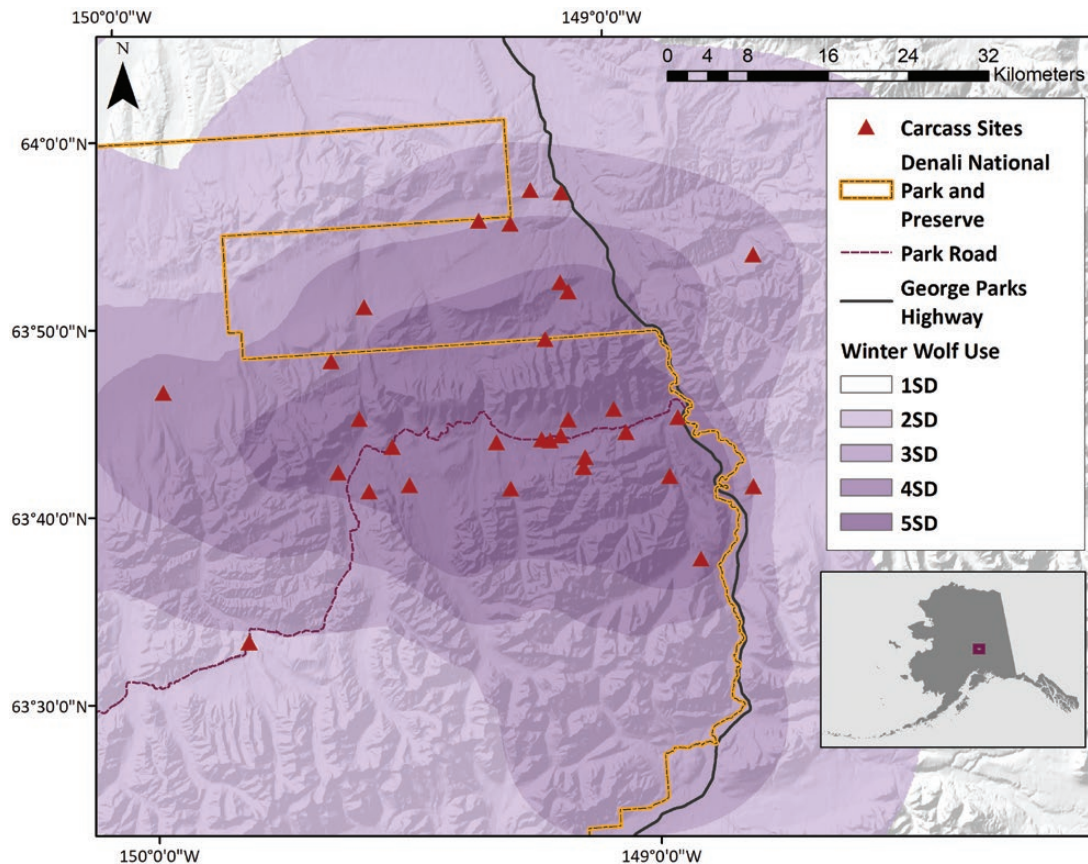 150°0'0"W
149°0'0"W
N
0 4 8 16 24 32
Kilometers
64°0'0"N
63°50'0"N
63°40'0"N
63°30'0"N
Carcass Sites
Denali National
Park and
Preserve
Park Road
George Parks
Highway
Winter Wolf Use
1SD
2SD
3SD
4SD
5SD
150°0'0"W
149°0'0"W